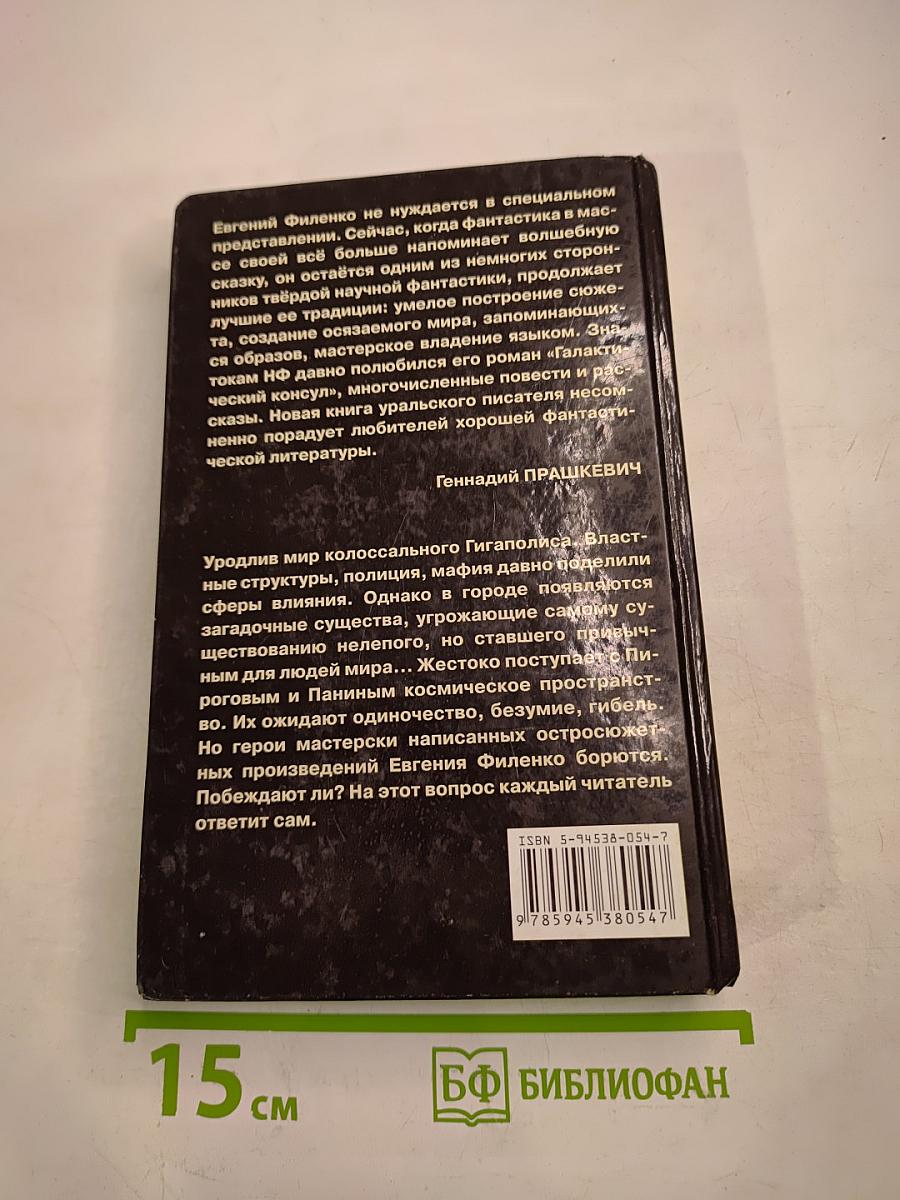 Евгений Филенко не нуждается в специальном
представлении. Сейчас, когда фантастика в мас-
се своей всё больше напоминает волшебную
сказку, он остаётся одним из немногих сторон-
ников твёрдой научной фантастики, продолжает
лучшие ее традиции: умелое построение сюже-
та, создание осязаемого мира, запоминающих-
ся образов, мастерское владение языком. Зна-
токам НФ давно полюбился его роман «Галакти-
ческий консул», многочисленные повести и рас-
сказы. Новая книга уральского писателя несом-
ненно порадует любителей хорошей фантасти-
ческой литературы.
Геннадий ПРАШКЕВИЧ
Уродлив мир колоссального Гигаполиса. Власт-
ные структуры, полиция, мафия давно поделили
сферы влияния. Однако в городе появляются
загадочные существа, угрожающие самому су-
ществованию нелепого, но ставшего привыч-
ным для людей мира... Жестоко поступает с Пи-
роговым и Паниным космическое пространст-
во. Их ожидают одиночество, безумие, гибель.
Но герои мастерски написанных остросюжет-
ных произведений Евгения Филенко борются.
Побеждают ли? На этот вопрос каждый читатель
ответит сам.
ISBN 5-94538-054-7
9 785945 380547
15 см
БФ БИБЛИОФАН